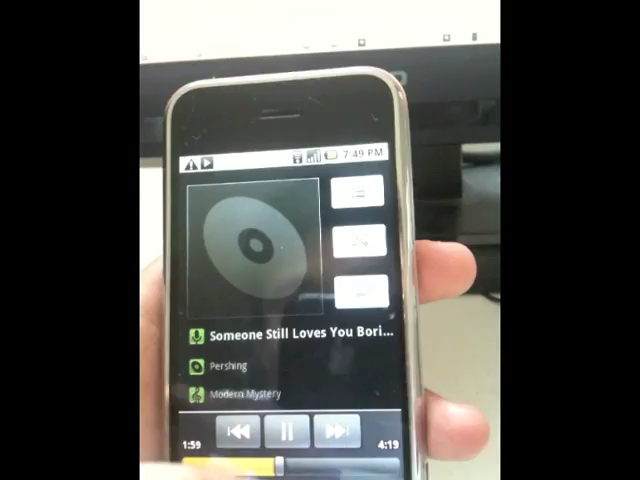 7:49 PM
Someone Still Loves You Bori...
Pershing
Modern Mystery
1:59
4:19